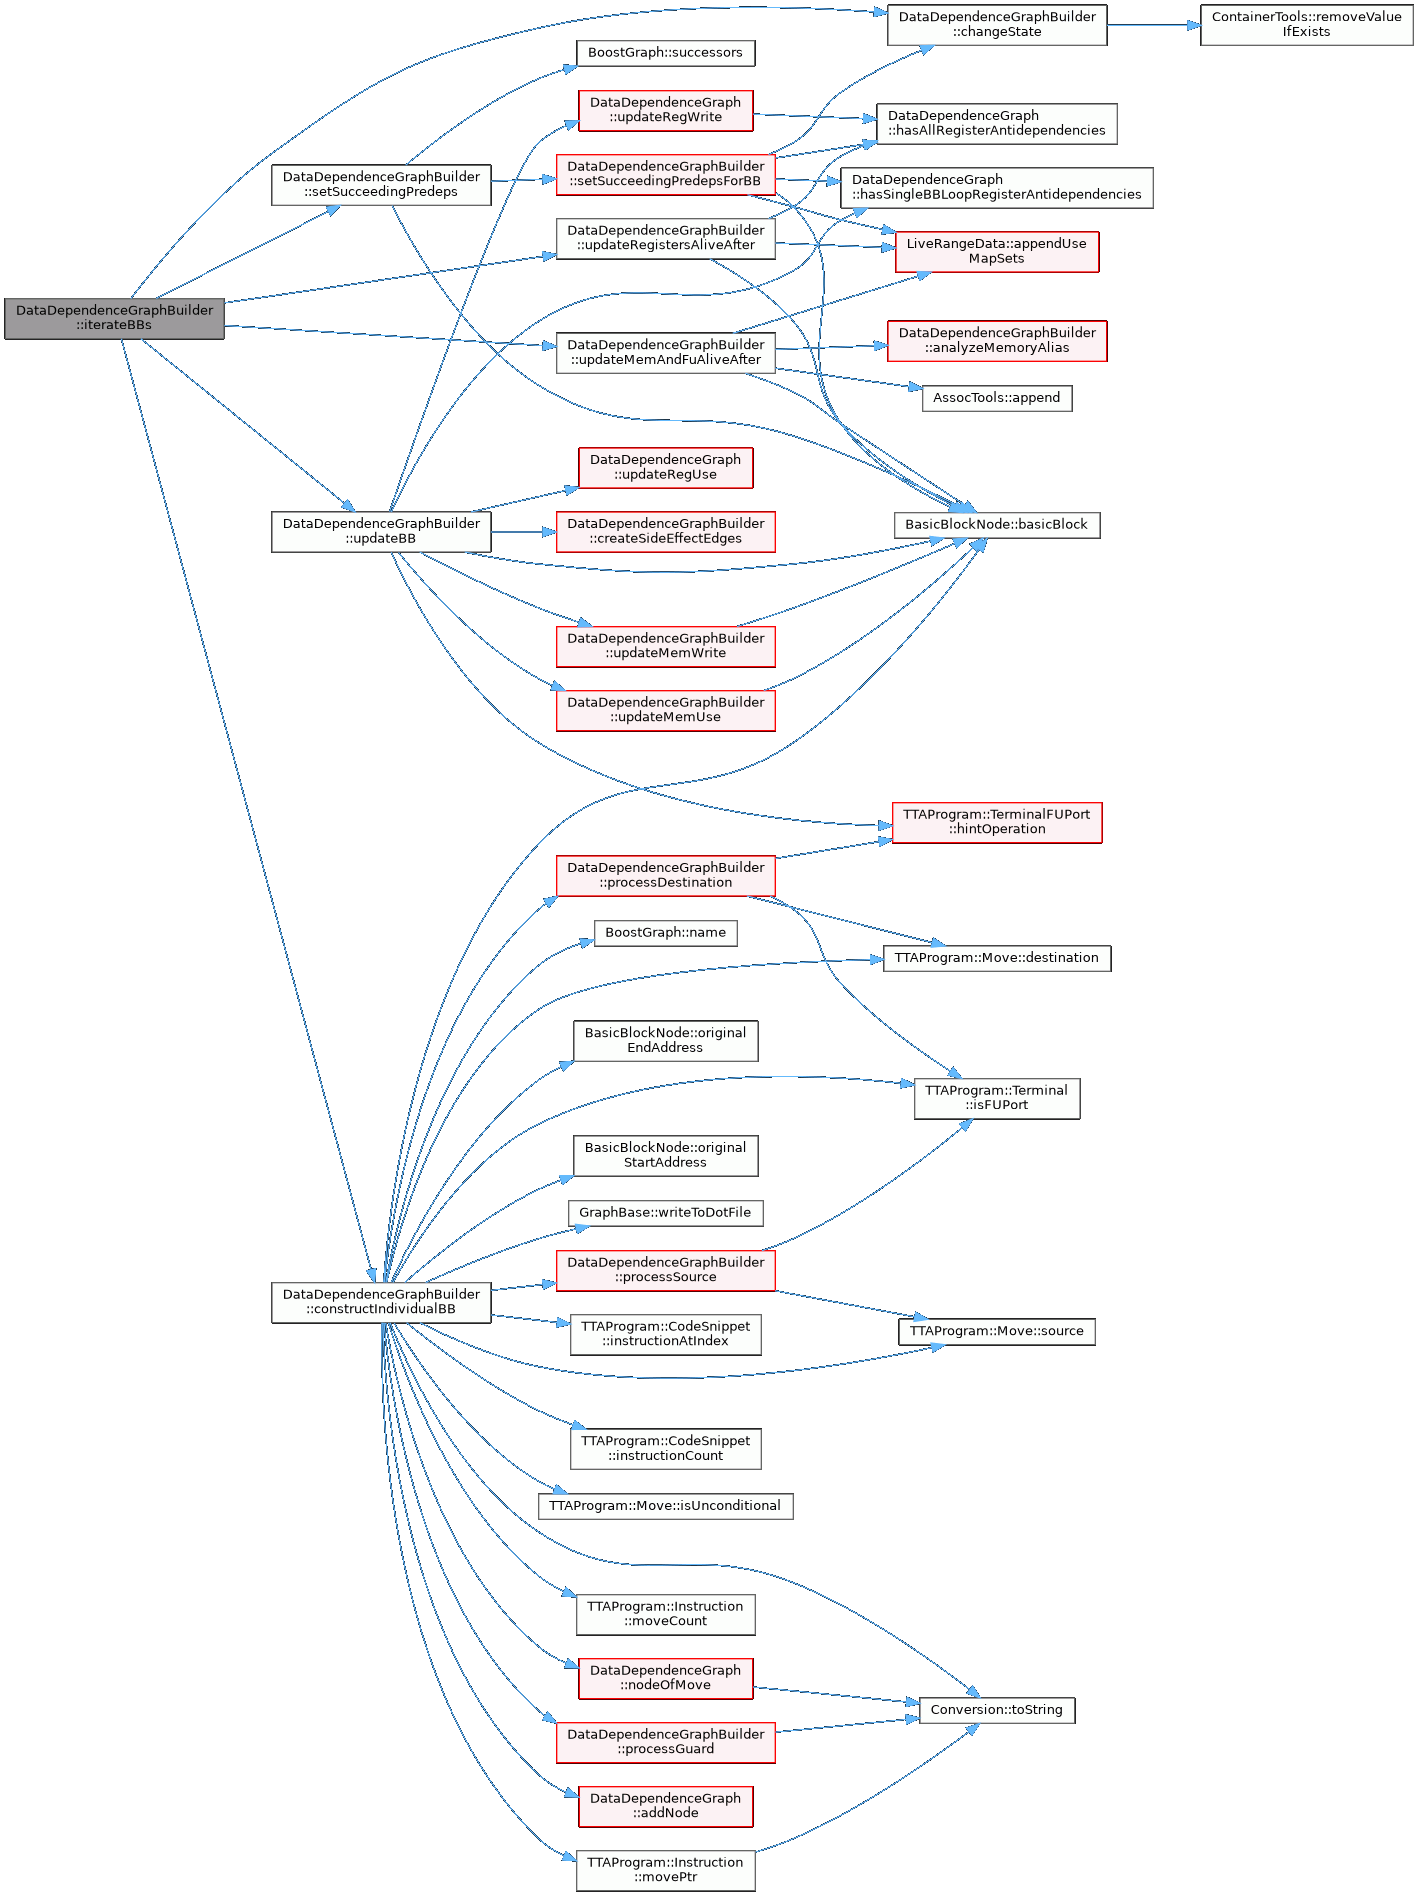 DataDependenceGraphBuilder
::changeState
ContainerTools::removeValue
IfExists
BoostGraph::successors
DataDependenceGraph
::updateRegWrite
DataDependenceGraph
::hasAllRegisterAntidependencies
DataDependenceGraphBuilder
::setSucceedingPredeps
DataDependenceGraphBuilder
::setSucceedingPredepsForBB
DataDependenceGraph
::hasSingleBBLoopRegisterAntidependencies
DataDependenceGraphBuilder
::updateRegistersAliveAfter
LiveRangeData::appendUse
MapSets
DataDependenceGraphBuilder
::iterateBBs
DataDependenceGraphBuilder
::updateMemAndFuAliveAfter
DataDependenceGraphBuilder
::analyzeMemoryAlias
AssocTools::append
DataDependenceGraph
::updateRegUse
DataDependenceGraphBuilder
::updateBB
DataDependenceGraphBuilder
::createSideEffectEdges
BasicBlockNode::basicBlock
DataDependenceGraphBuilder
::updateMemWrite
DataDependenceGraphBuilder
::updateMemUse
TTAProgram::TerminalFUPort
::hintOperation
DataDependenceGraphBuilder
::processDestination
BoostGraph::name
TTAProgram::Move::destination
BasicBlockNode::original
EndAddress
TTAProgram::Terminal
::isFUPort
BasicBlockNode::original
StartAddress
GraphBase::writeToDotFile
DataDependenceGraphBuilder
::processSource
DataDependenceGraphBuilder
::constructIndividualBB
TTAProgram::CodeSnippet
::instructionAtIndex
TTAProgram::Move::source
TTAProgram::CodeSnippet
::instructionCount
TTAProgram::Move::isUnconditional
TTAProgram::Instruction
::moveCount
DataDependenceGraph
::nodeOfMove
Conversion::toString
DataDependenceGraphBuilder
::processGuard
DataDependenceGraph
::addNode
TTAProgram::Instruction
::movePtr